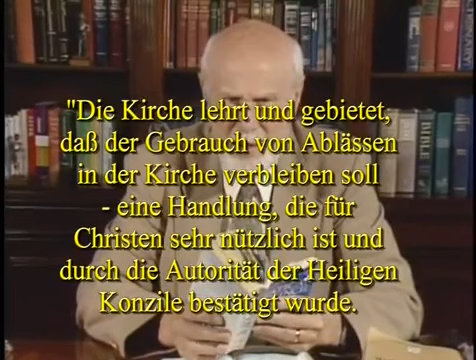 "Die Kirche lehrt und gebietet,
daß der Gebrauch von Ablässen
in der Kirche verbleiben soll
- eine Handlung, die für
Christen sehr nützlich ist und
durch die Autorität der Heiligen
Konzile bestätigt wurde.